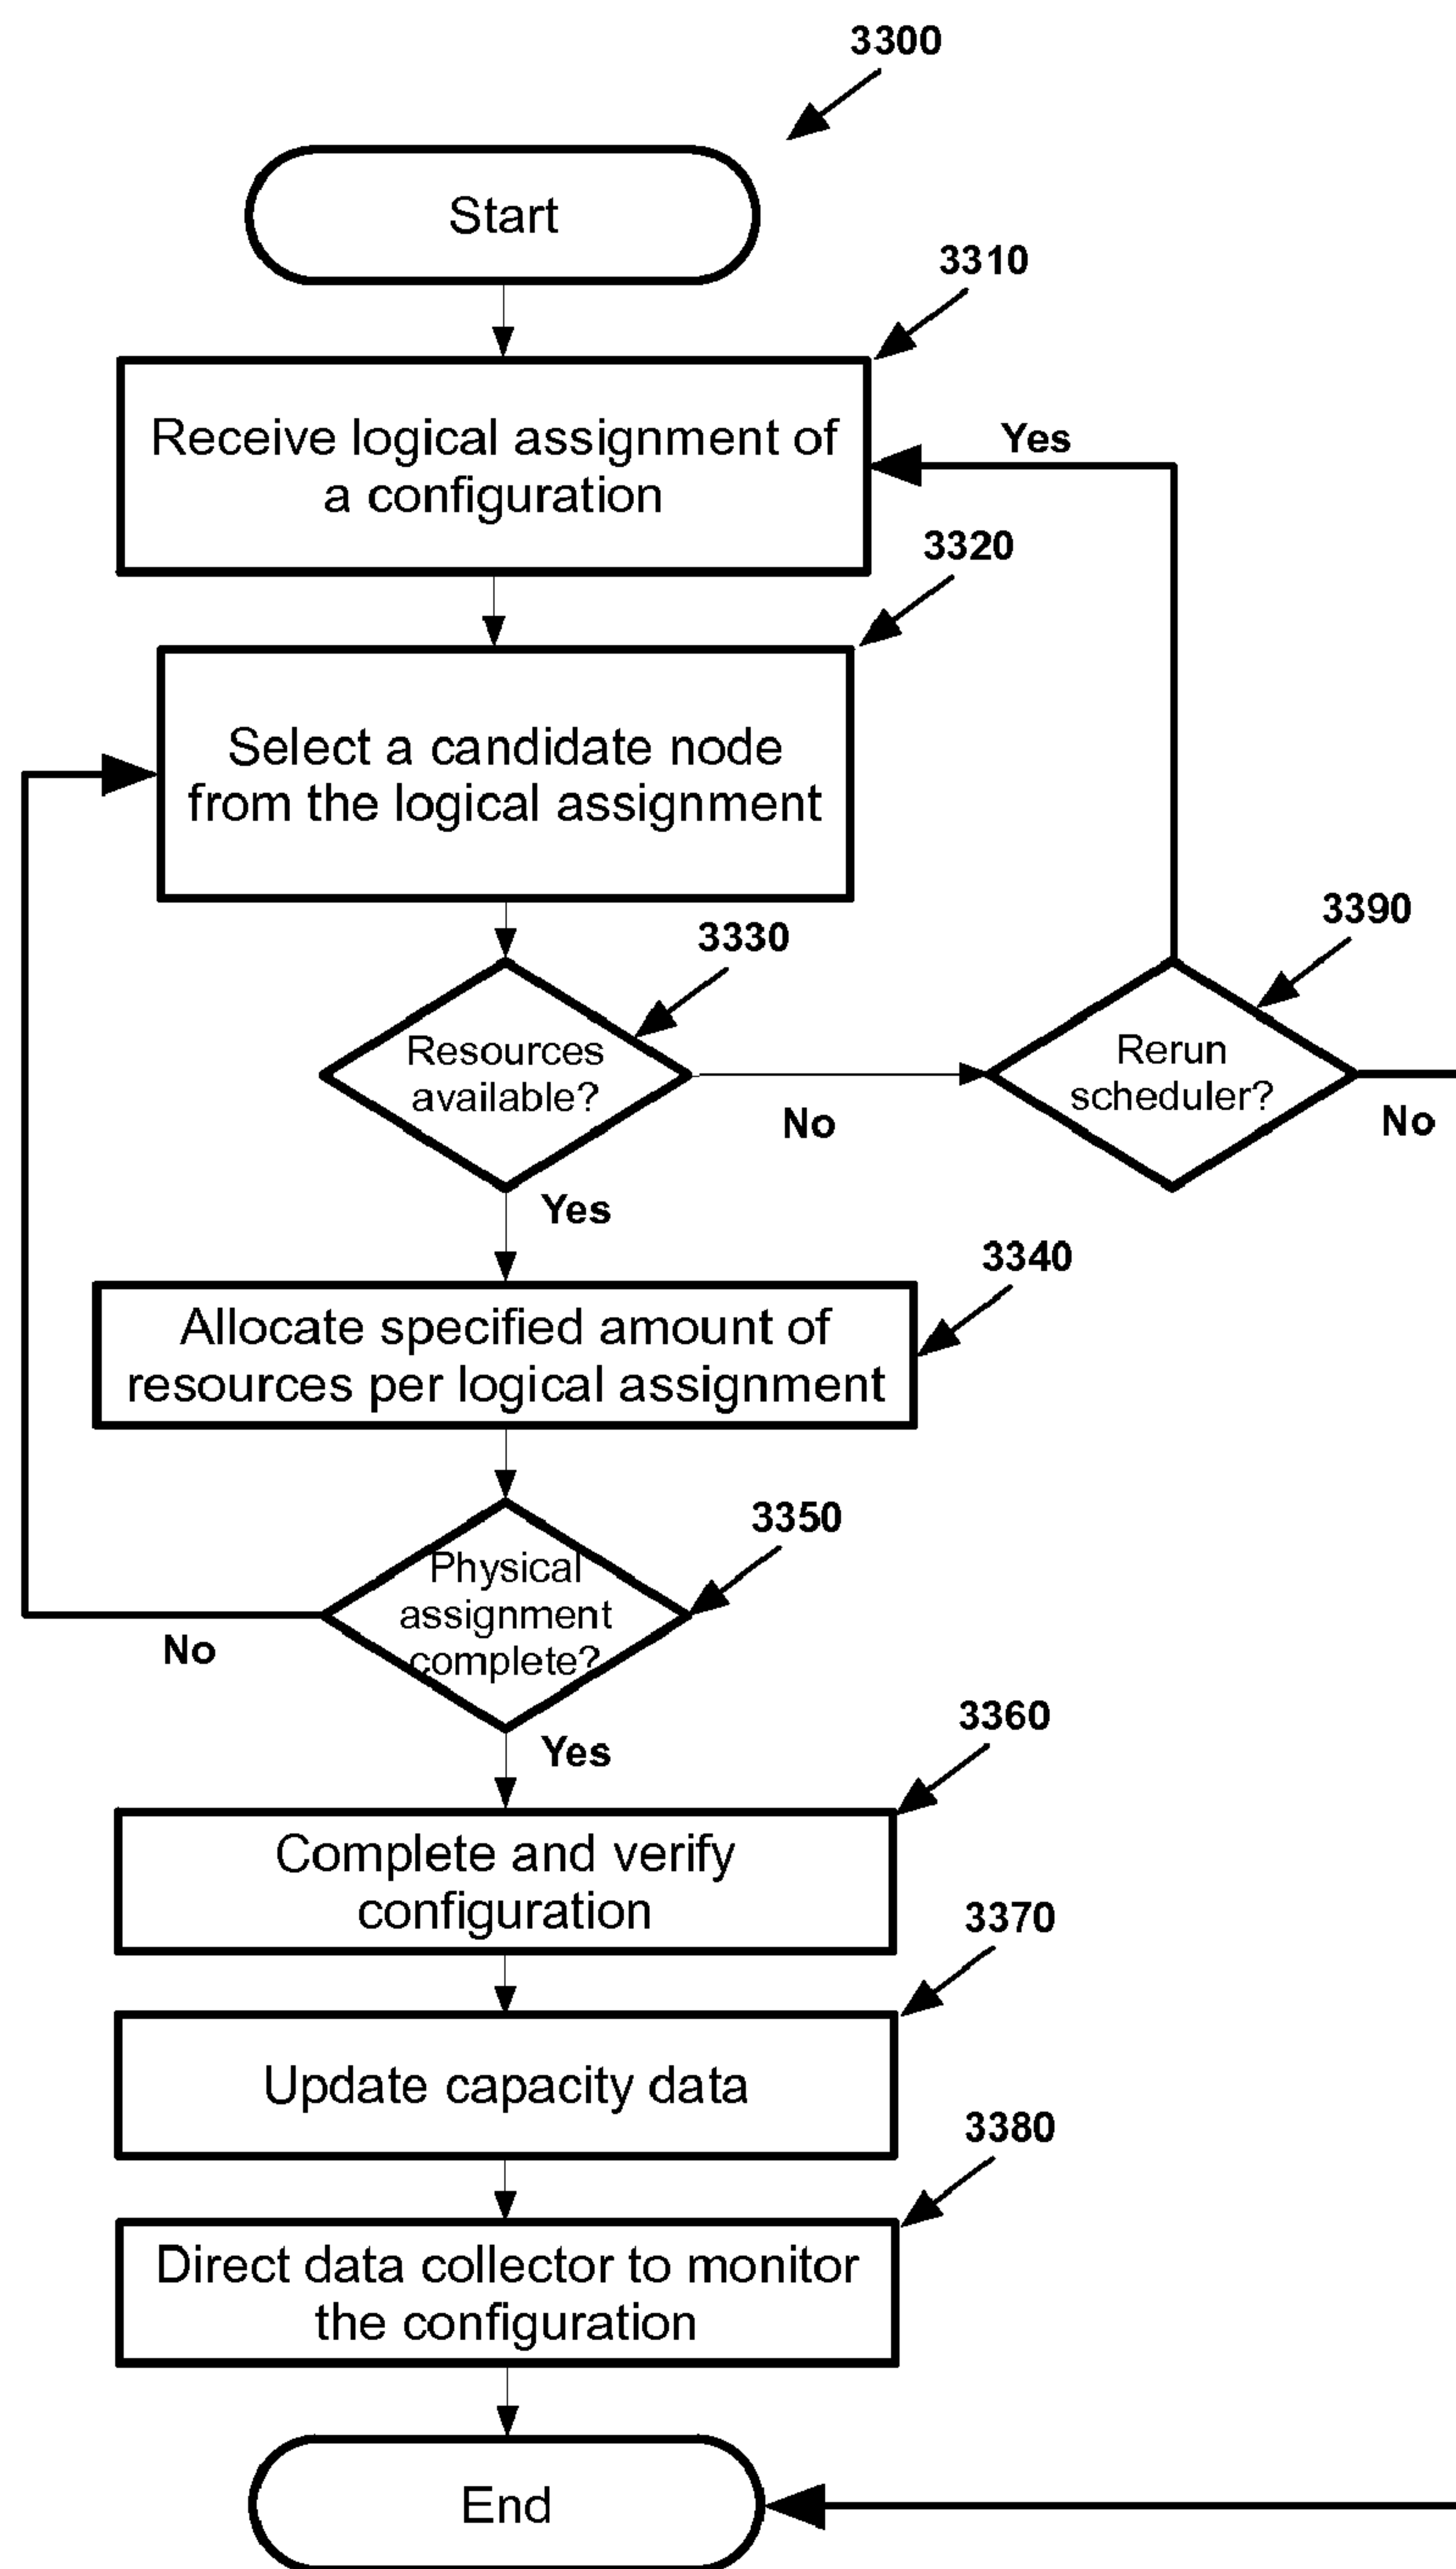 3300
Start
3310
Receive logical assignment of
a configuration
Yes
3320
Select a candidate node
from the logical assignment
3330
3390
Resources
available?
No
Rerun
scheduler?
No
Yes
3340
Allocate specified amount of
resources per logical assignment
3350
Physical
assignment
complete?
No
3360
Yes
Complete and verify
configuration
3370
Update capacity data
3380
Direct data collector to monitor
the configuration
End